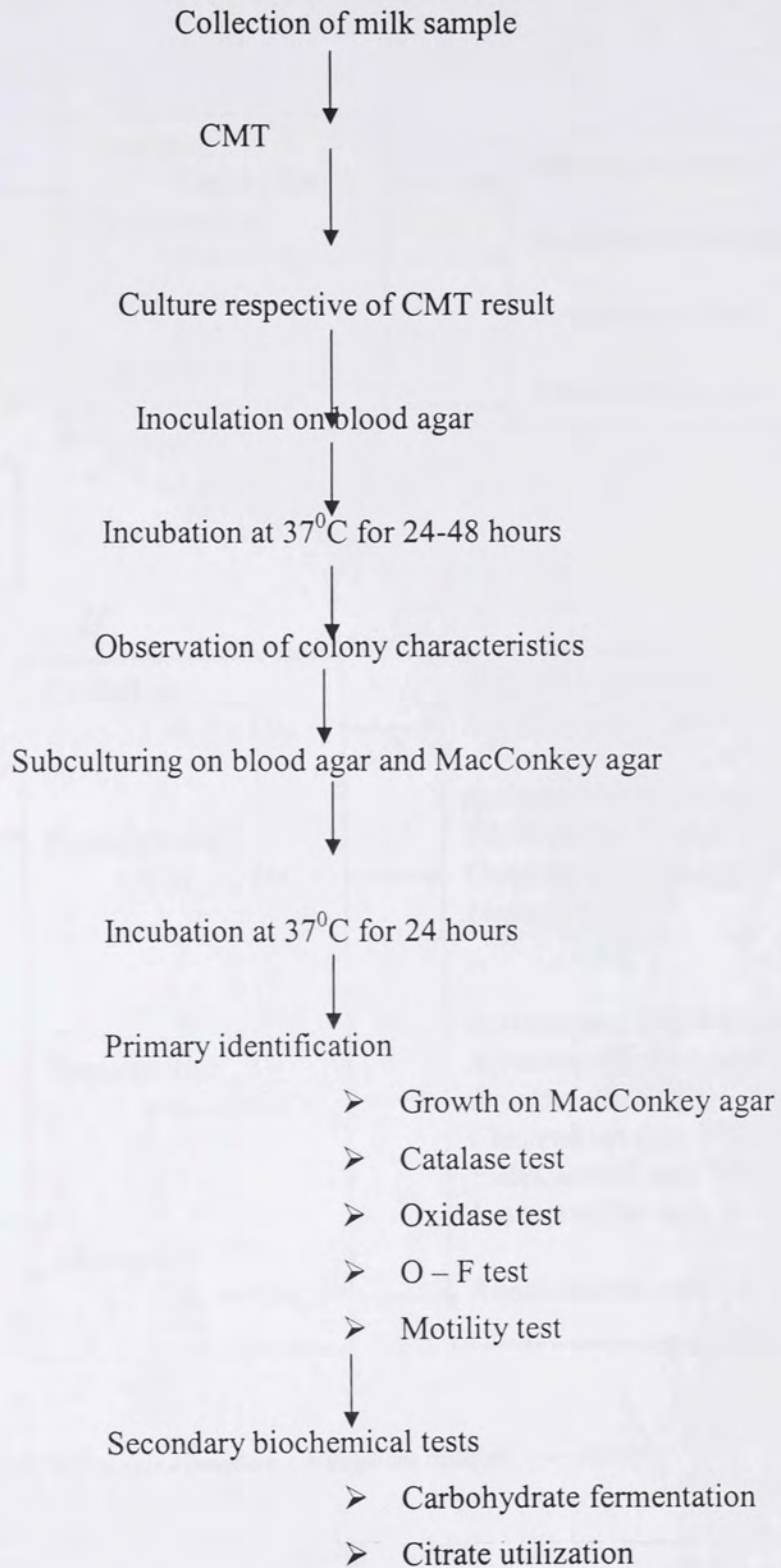 Collection of milk sample
CMT
Culture respective of CMT result
Inoculation on blood agar
Incubation at 37⁰C for 24-48 hours
Observation of colony characteristics
Subculturing on blood agar and MacConkey agar
Incubation at 37⁰C for 24 hours
Primary identification
➢ Growth on MacConkey agar
➢ Catalase test
➢ Oxidase test
➢ O – F test
➢ Motility test
Secondary biochemical tests
➢ Carbohydrate fermentation
➢ Citrate utilization